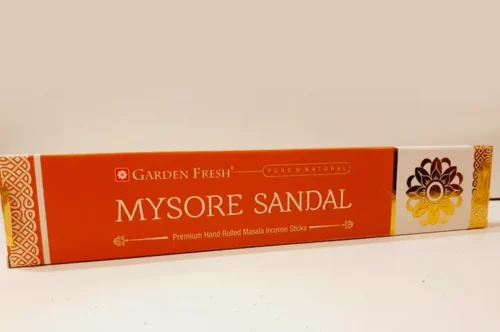 GARDEN FRESH® PURE & NATURAL
MYSORE SANDAL
Premium Hand Rolled Masala Incense Sticks